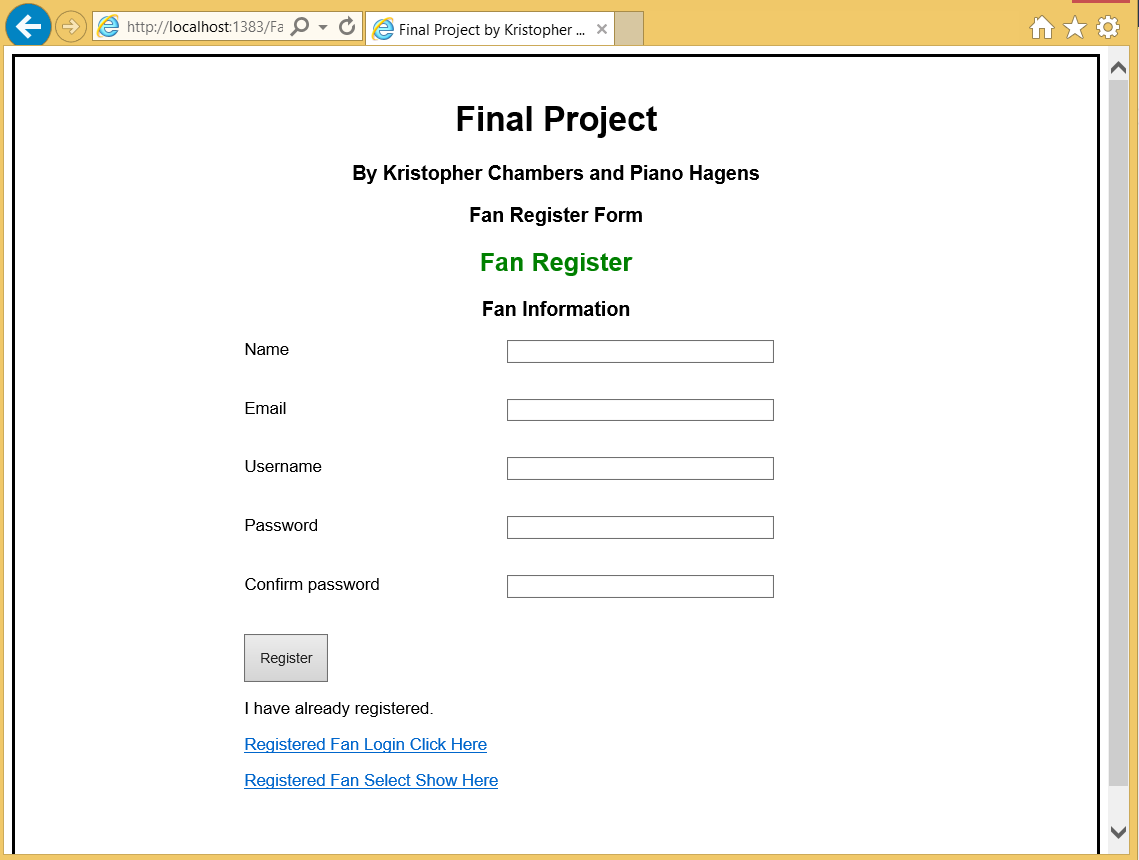 http://localhost:1383/Fa
Final Project by Kristopher ...
Final Project
By Kristopher Chambers and Piano Hagens
Fan Register Form
Fan Register
Fan Information
Name
Email
Username
Password
Confirm password
Register
I have already registered.
Registered Fan Login Click Here
Registered Fan Select Show Here